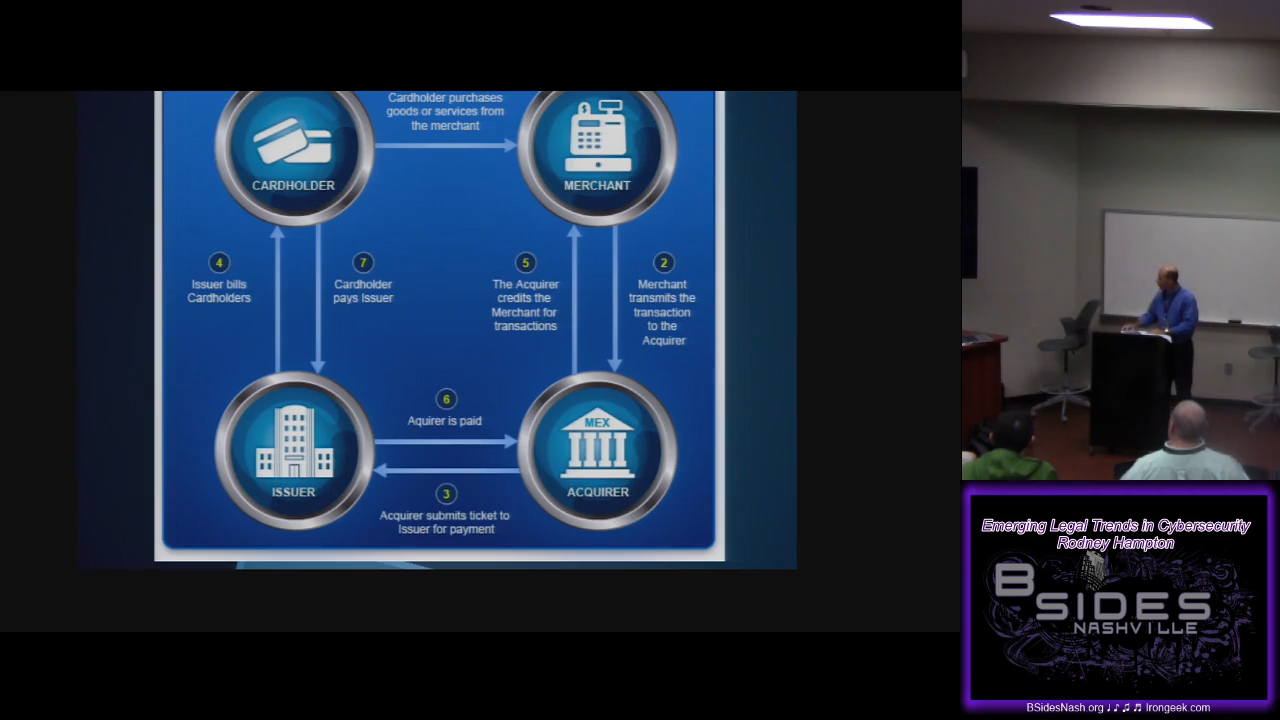 Cardholder purchases
goods or services from
the merchant
CARDHOLDER
MERCHANT
4
Issuer bills
Cardholders
7
Cardholder
pays Issuer
5
The Acquirer
credits the
Merchant for
transactions
2
Merchant
transmits the
transaction
to the
Acquirer
6
Aquirer is paid
MEX
ISSUER
ACQUIRER
3
Acquirer submits ticket to
Issuer for payment
Emerging Legal Trends in Cybersecurity
Rodney Hampton
BSIDES
NASHVILLE
BSidesNash.org ♩ ♪ ♫ ♬ Irongeek.com